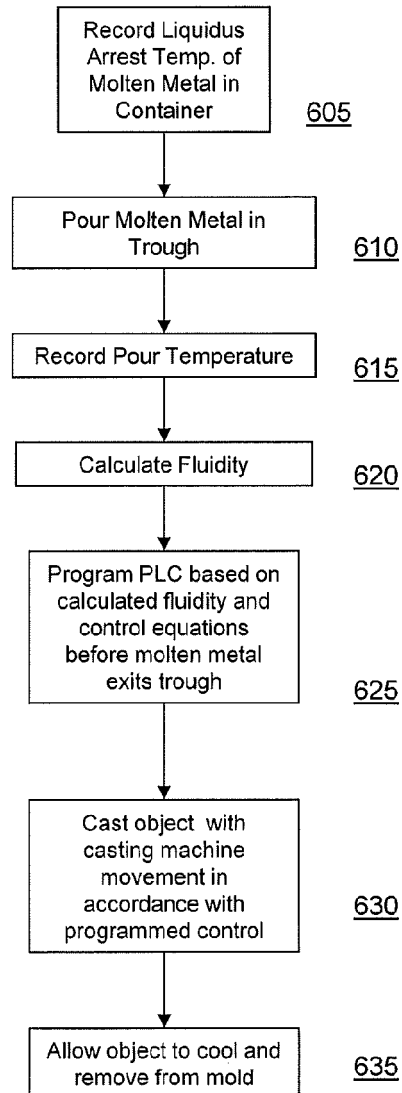 Record Liquidus
Arrest Temp. of
Molten Metal in
Container
605
Pour Molten Metal in
Trough
610
Record Pour Temperature
615
Calculate Fluidity
620
Program PLC based on
calculated fluidity and
control equations
before molten metal
exits trough
625
Cast object with
casting machine
movement in
accordance with
programmed control
630
Allow object to cool and
remove from mold
635